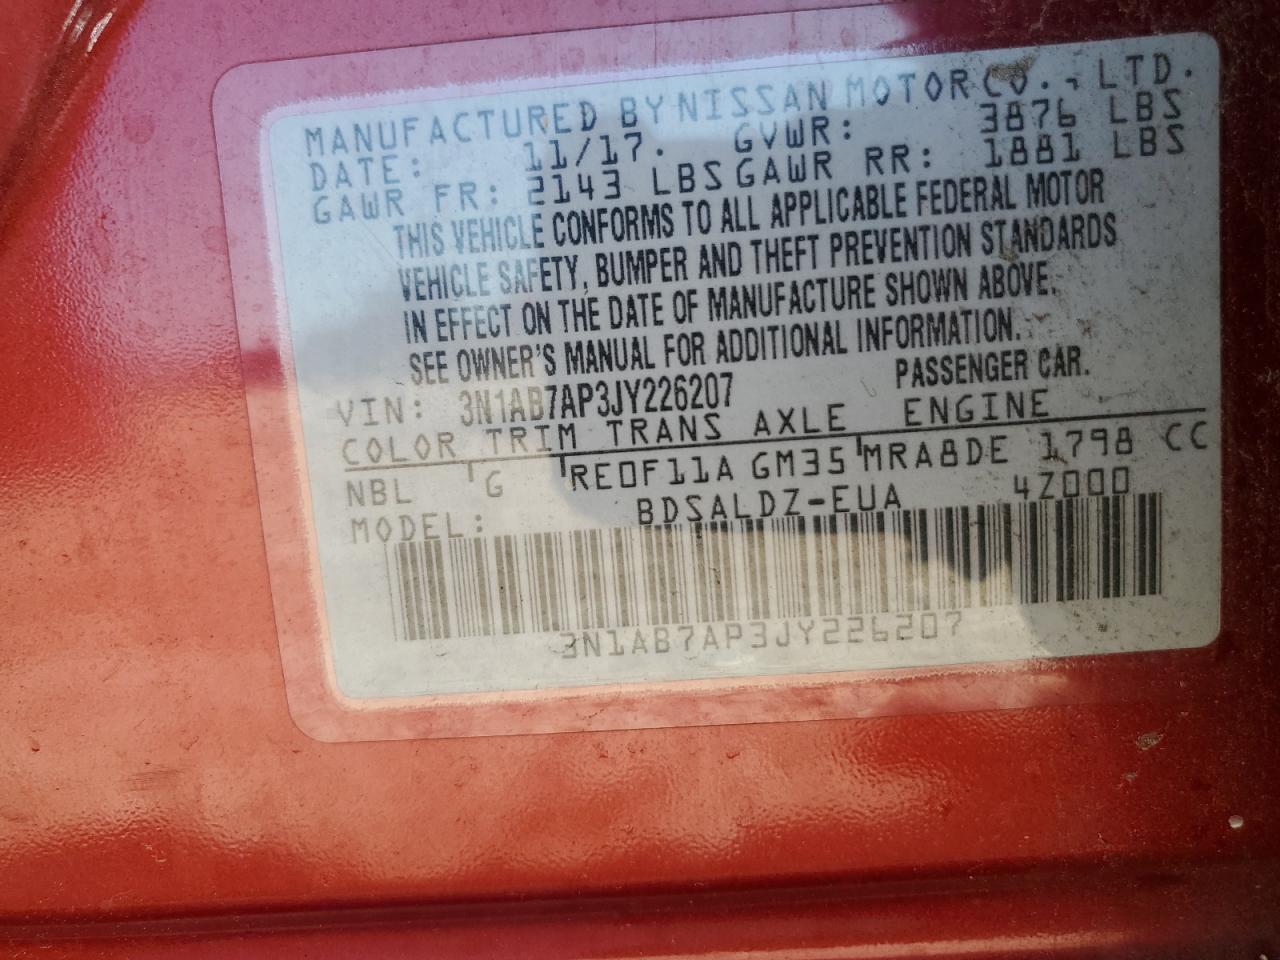 MANUFACTURED BY NISSAN MOTOR CO., LTD.
DATE: 11/17. GVWR: 3876 LBS
GAWR FR: 2143 LBS GAWR RR: 1881 LBS
THIS VEHICLE CONFORMS TO ALL APPLICABLE FEDERAL MOTOR
VEHICLE SAFETY, BUMPER AND THEFT PREVENTION STANDARDS
IN EFFECT ON THE DATE OF MANUFACTURE SHOWN ABOVE.
SEE OWNER'S MANUAL FOR ADDITIONAL INFORMATION.
VIN: 3N1AB7AP3JY226207 PASSENGER CAR.
COLOR TRIM TRANS AXLE ENGINE
NBL G RE0F11A GM35 MRA8DE 1798 CC
MODEL: BDSALDZ-EUA 4Z000
3N1AB7AP3JY226207